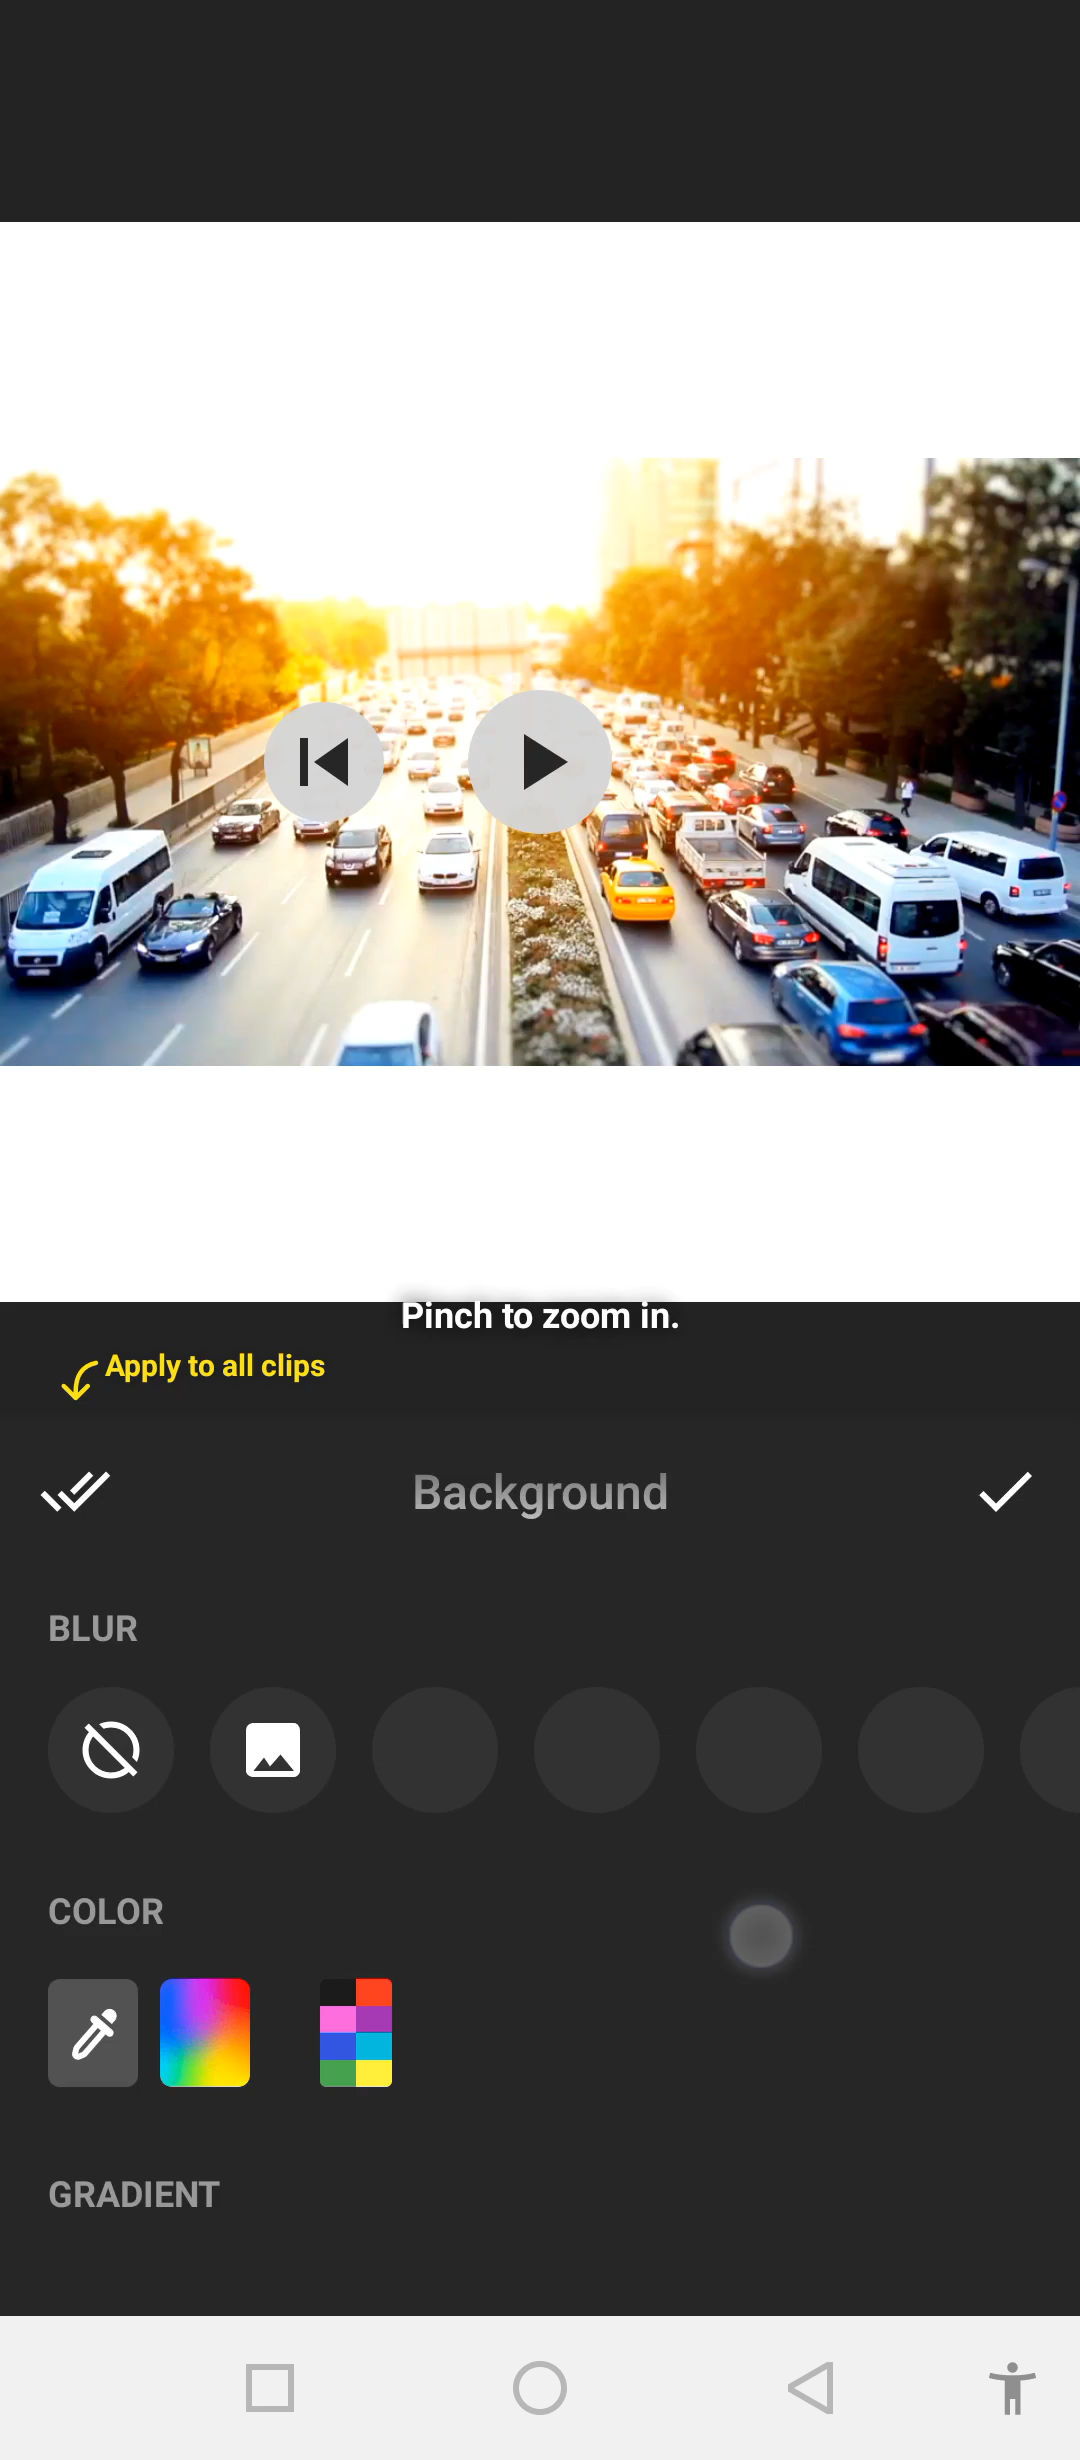 Pinch to zoom in.
Apply to all clips
Background
BLUR
COLOR
GRADIENT